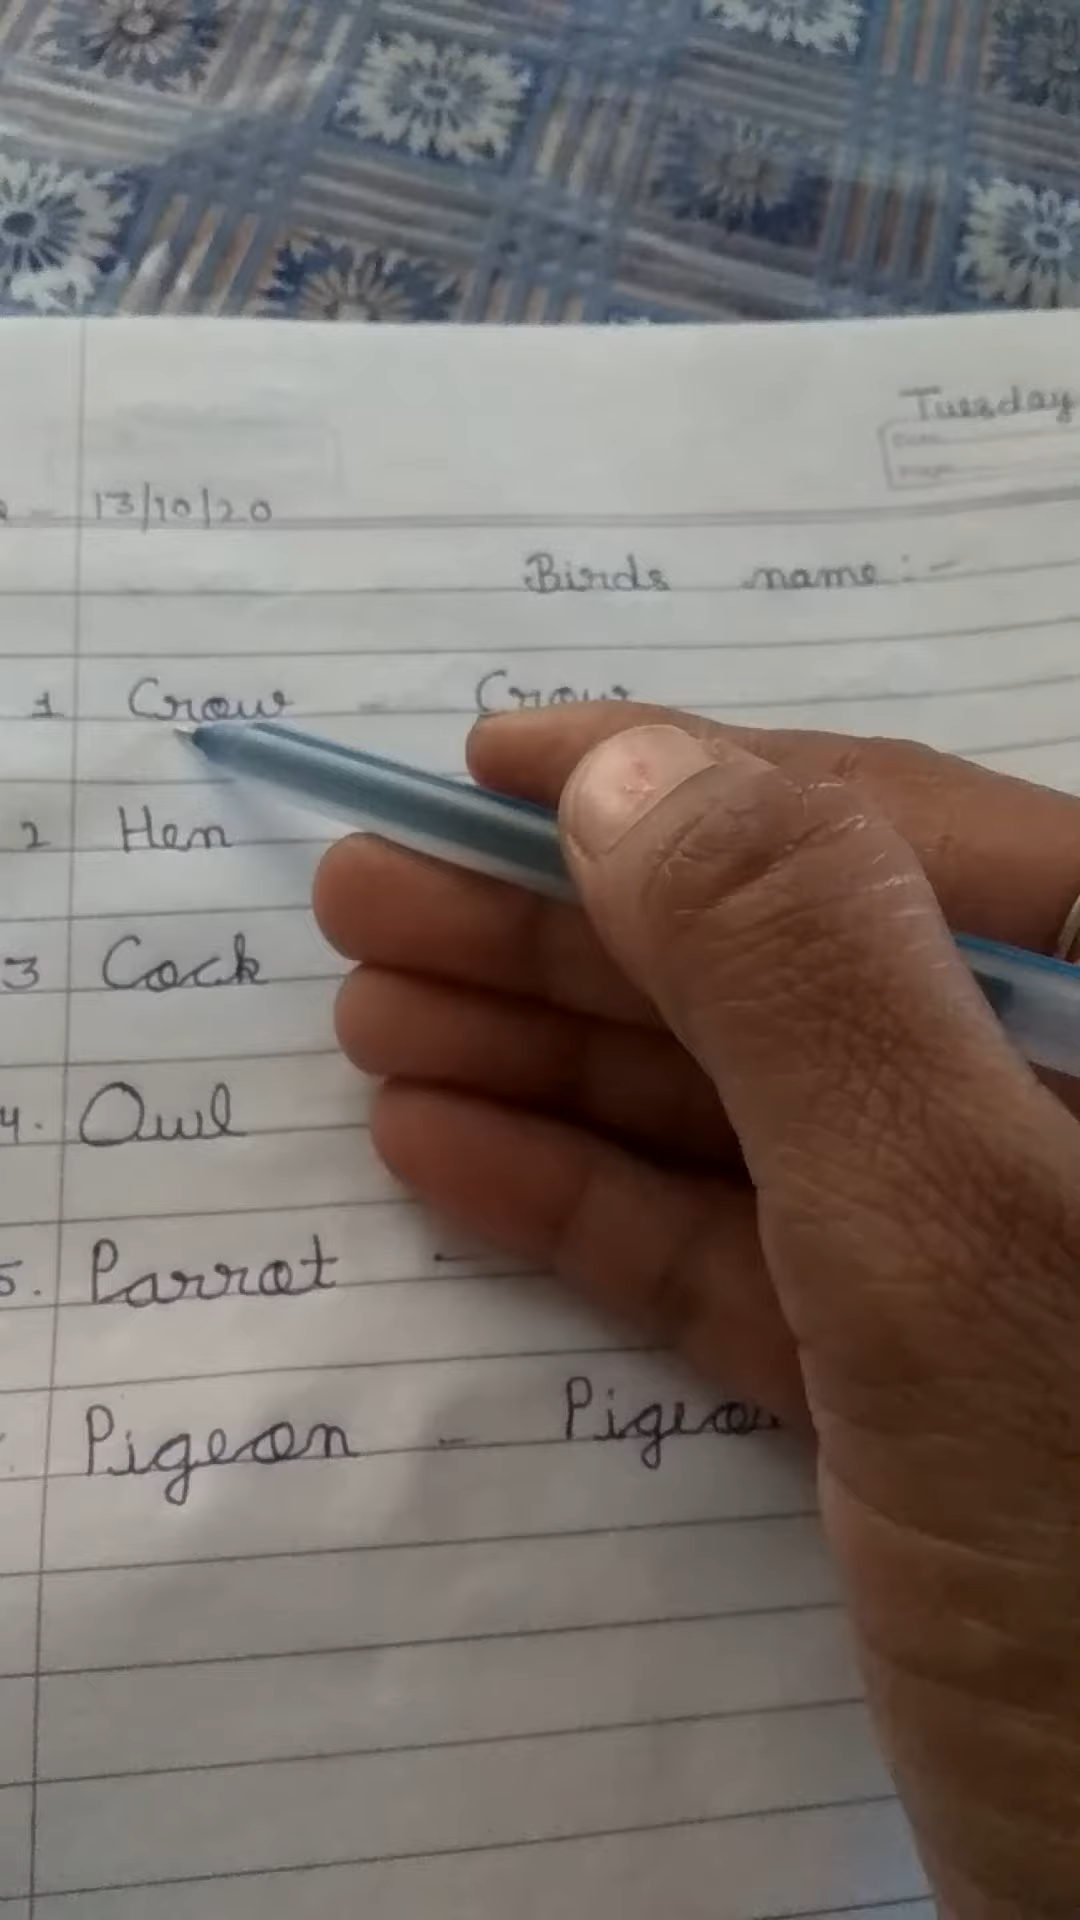 Tuesday
13/10/20
Birds name :-
1 Crow - Crow
2 Hen
3 Cock
4. Owl
5. Parrot -
Pigeon - Pigeon